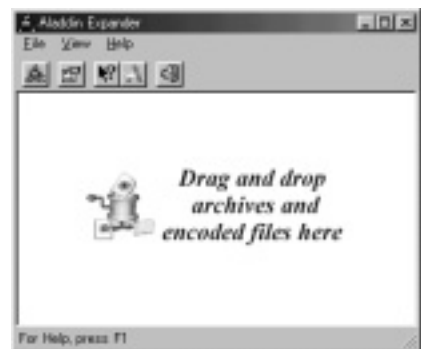 Aladdin Expander
File View Help
Drag and drop
archives and
encoded files here
For Help, press F1